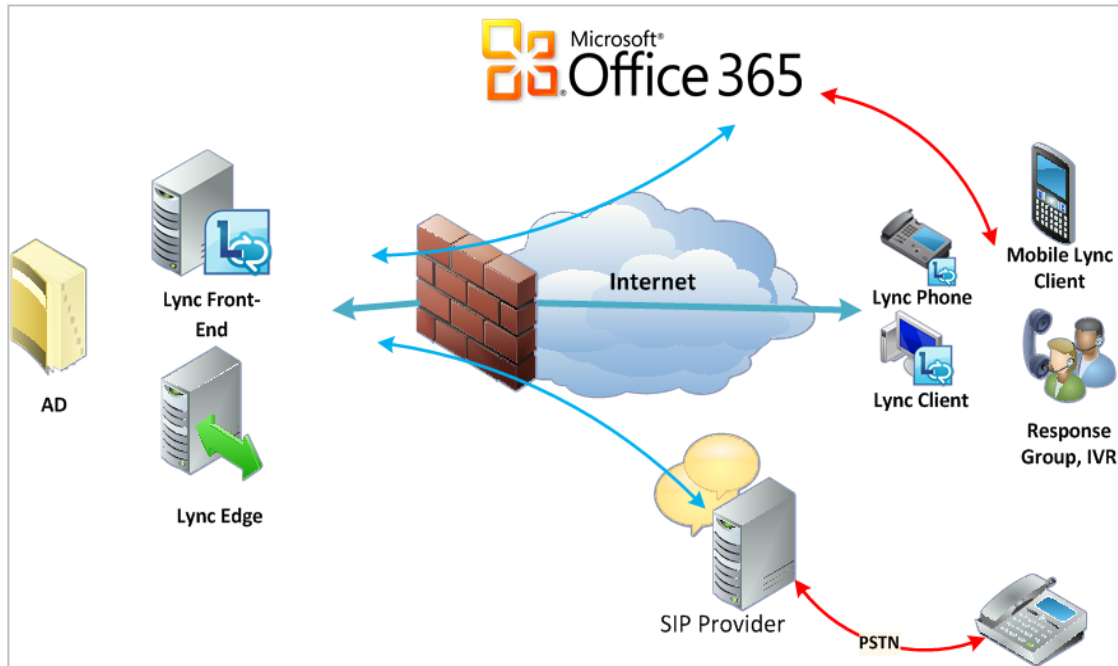 Microsoft®
Office 365
Lync Front-
End
AD
Lync Edge
Internet
Lync Phone
Lync Client
Mobile Lync
Client
Response
Group, IVR
SIP Provider
PSTN